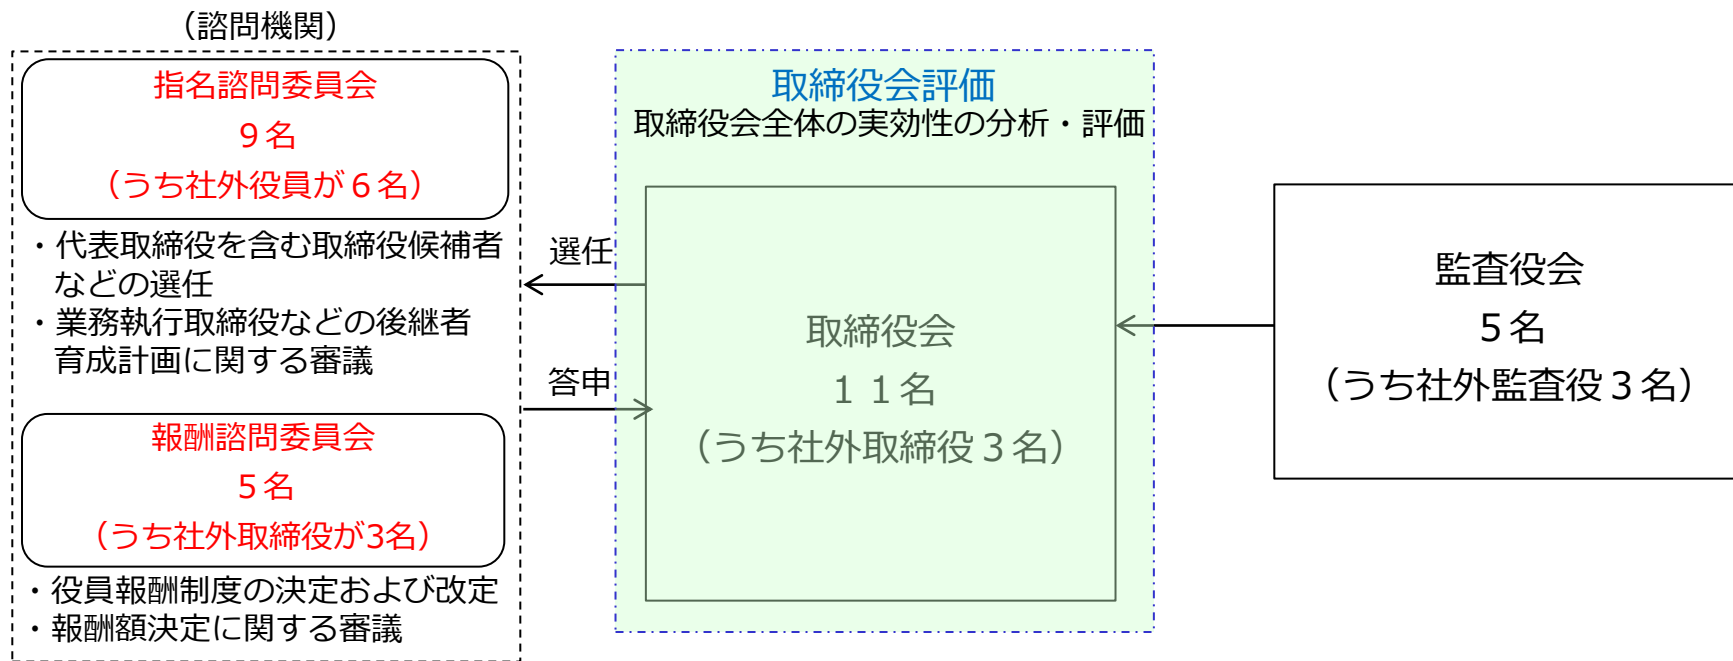 （諮問機関）
指名諮問委員会
９名
（うち社外役員が６名）
・代表取締役を含む取締役候補者
などの選任
・業務執行取締役などの後継者
育成計画に関する審議
報酬諮問委員会
５名
（うち社外取締役が3名）
・役員報酬制度の決定および改定
・報酬額決定に関する審議
選任
答申
取締役会評価
取締役会全体の実効性の分析・評価
取締役会
１１名
（うち社外取締役３名）
監査役会
５名
（うち社外監査役３名）